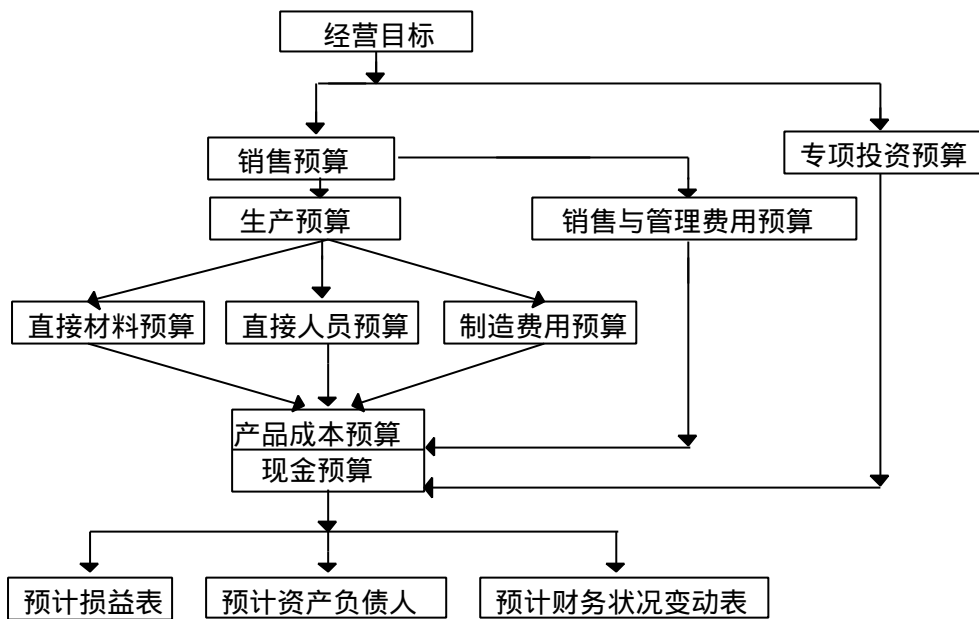 经营目标
销售预算
专项投资预算
生产预算
销售与管理费用预算
直接材料预算
直接人员预算
制造费用预算
产品成本预算
现金预算
预计损益表
预计资产负债人
预计财务状况变动表